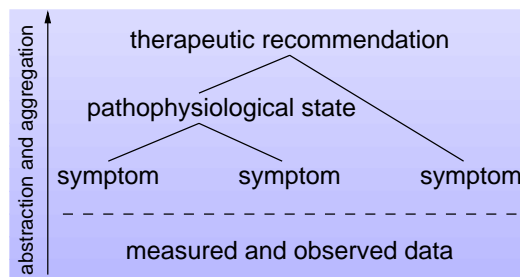 therapeutic recommendation
pathophysiological state
symptom symptom symptom
measured and observed data
abstraction and aggregation